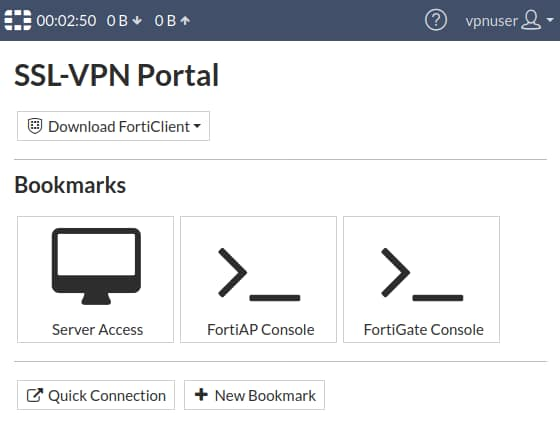 00:02:50 0 B 0 B vpnuser
SSL-VPN Portal
Download FortiClient
Bookmarks
Server Access FortiAP Console FortiGate Console
Quick Connection New Bookmark